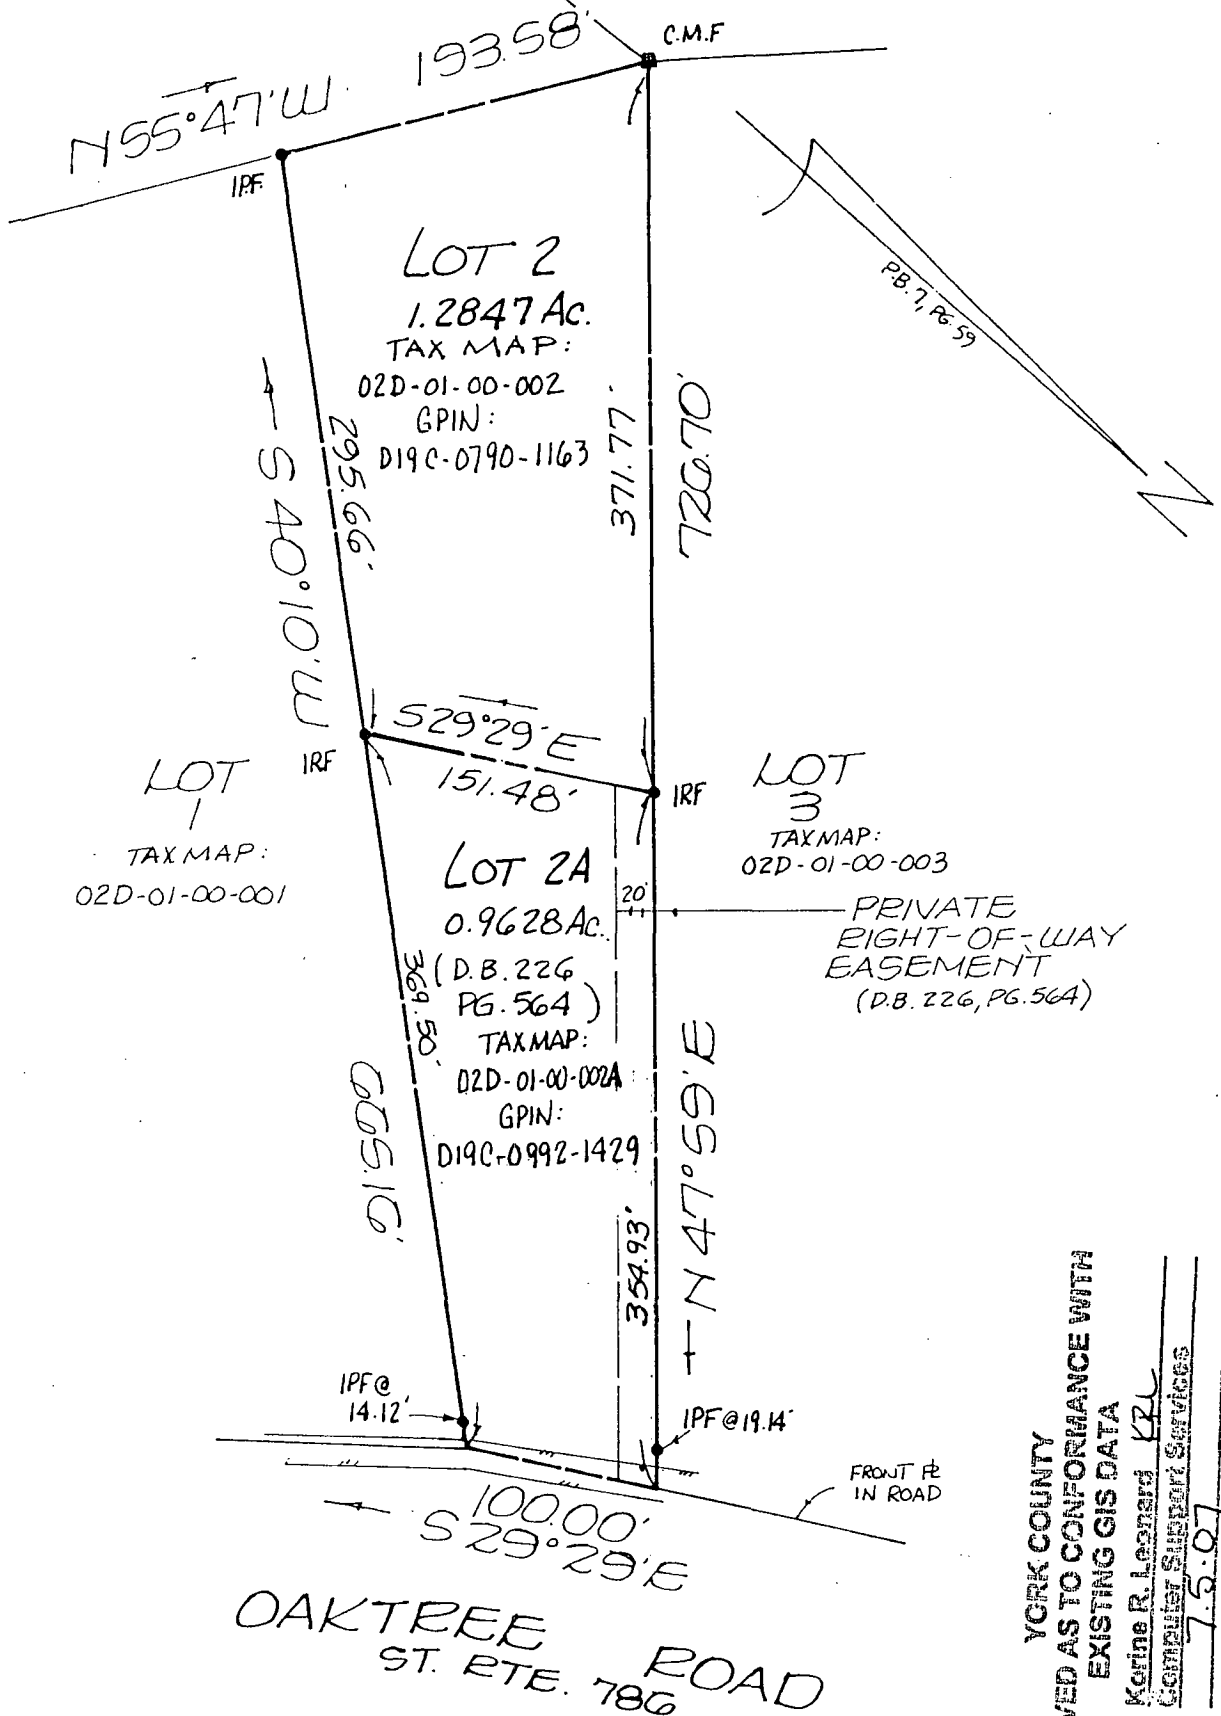 C.M.F
193.58'
N55°47'W
IPF
LOT 2
1.2847 Ac.
TAX MAP:
02D-01-00-002
GPIN:
D19C-0790-1163
P.B. 7, PG. 59
N
295.66'
S 40°10'W
371.77'
726.70'
S29°29'E
151.48'
IRF
IRF
LOT
1
TAX MAP:
02D-01-00-001
LOT
3
TAX MAP:
02D-01-00-003
LOT 2A
0.9628 Ac.
(D.B. 226
PG. 564)
TAX MAP:
02D-01-00-002A
GPIN:
D19C-0992-1429
20'
PRIVATE
RIGHT-OF-WAY
EASEMENT
(D.B. 226, PG. 564)
369.50'
665.16'
354.93'
N 47°59'E
IPF @
14.12'
IPF @ 19.14'
FRONT PL
IN ROAD
100.00'
S 29°29'E
OAKTREE ROAD
ST. RTE. 786
YORK COUNTY
VED AS TO CONFORMANCE WITH
EXISTING GIS DATA
Korine R. Leonard KRL
Computer Support Services
7.5.07